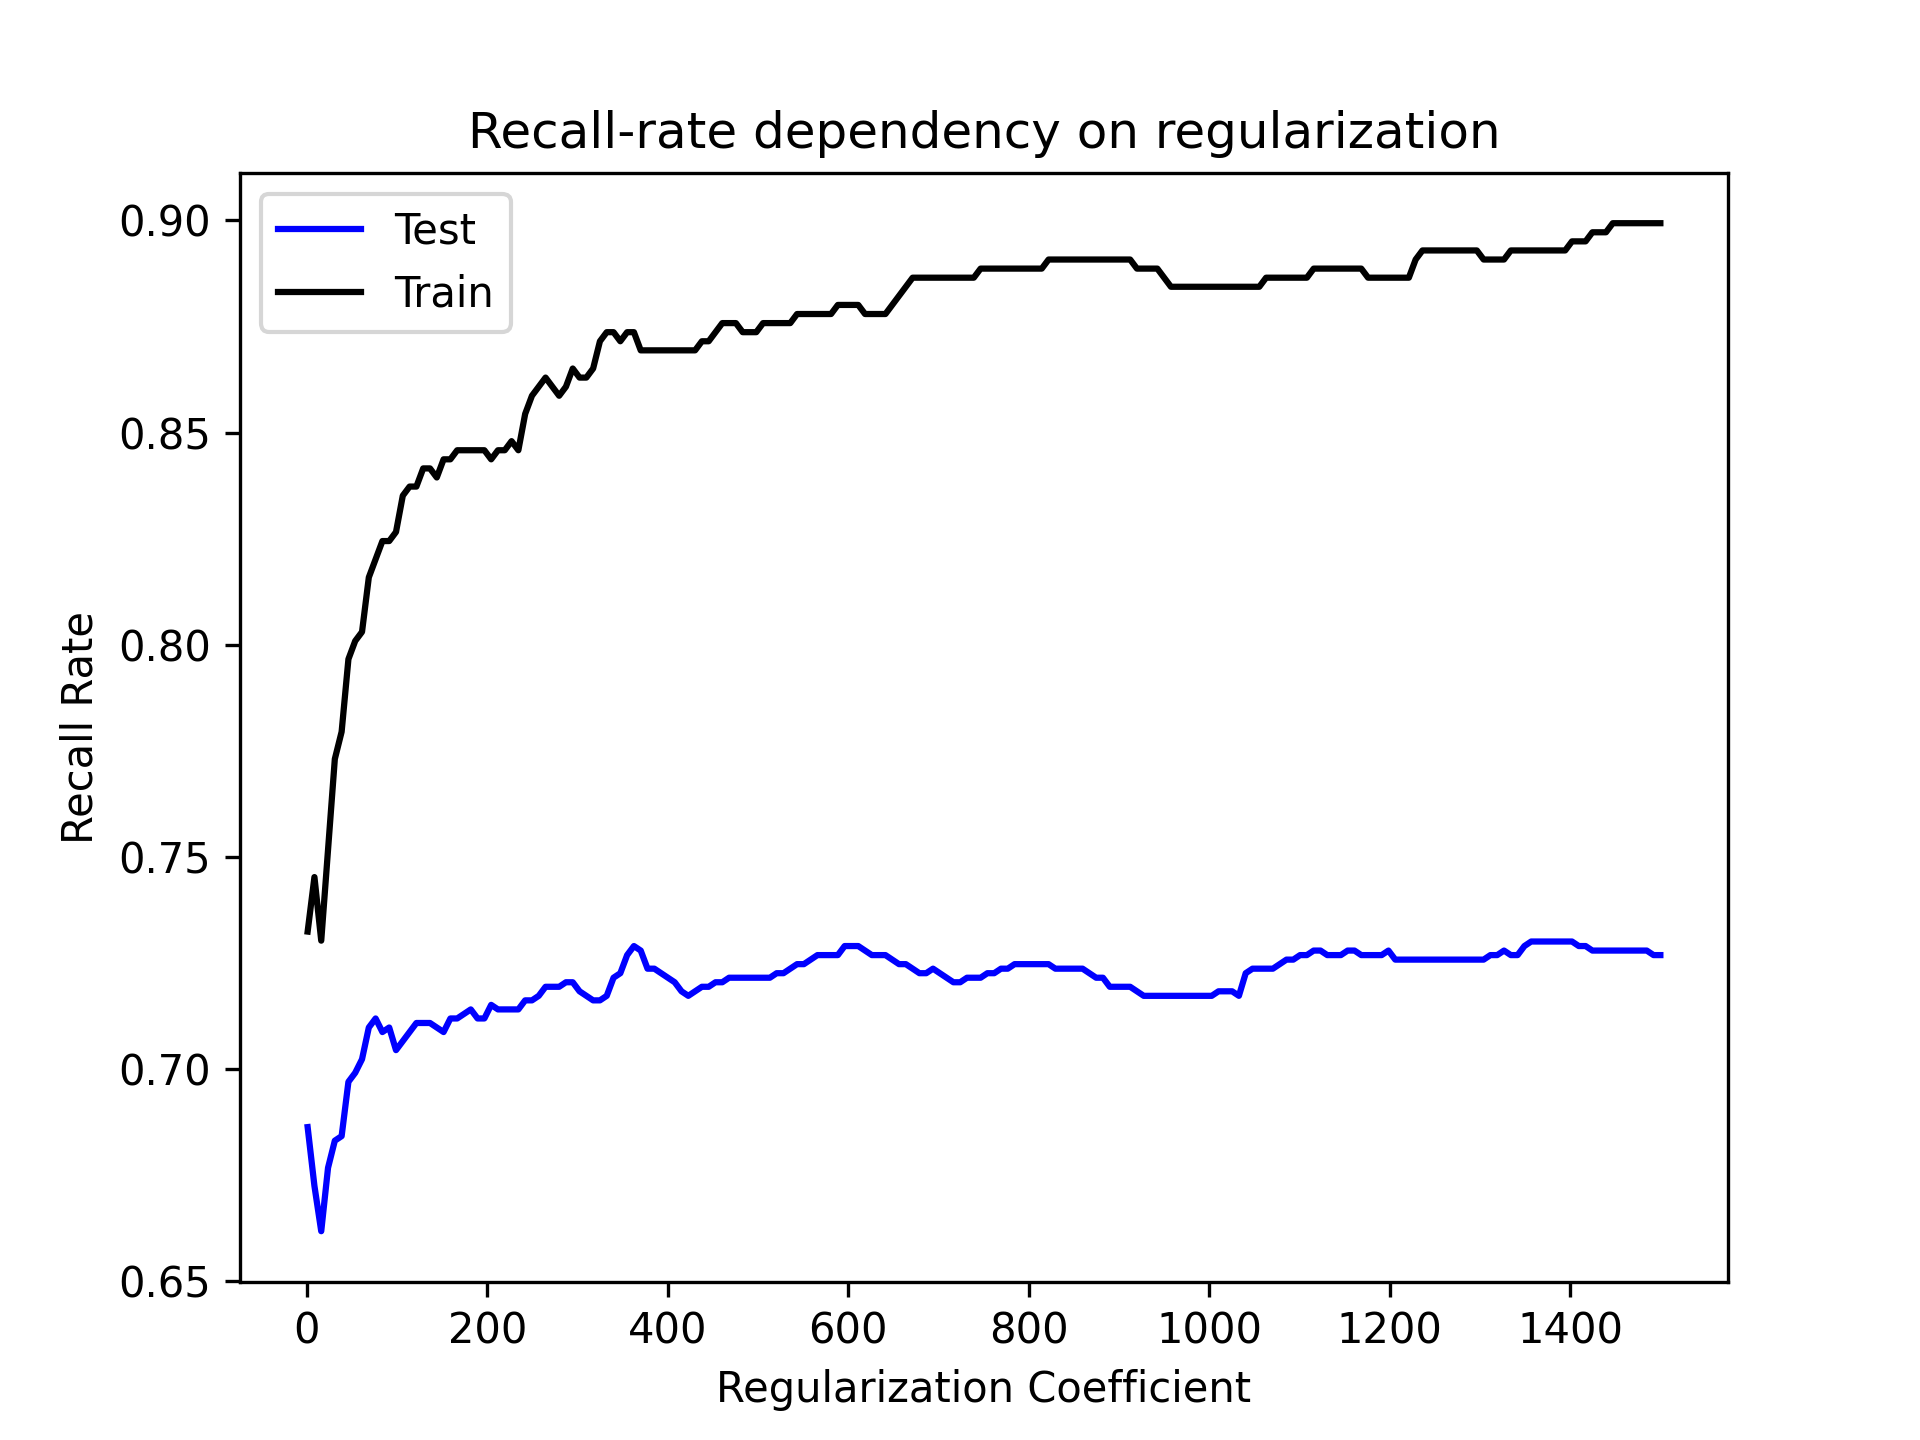 Recall-rate dependency on regularization
Test
Train
0.90
0.85
0.80
0.75
0.70
0.65
Recall Rate
0 200 400 600 800 1000 1200 1400
Regularization Coefficient